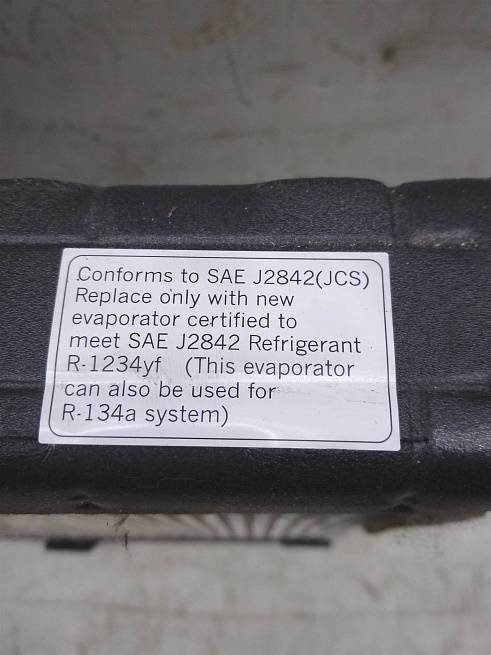 Conforms to SAE J2842(JCS)
Replace only with new
evaporator certified to
meet SAE J2842 Refrigerant
R-1234yf (This evaporator
can also be used for
R-134a system)